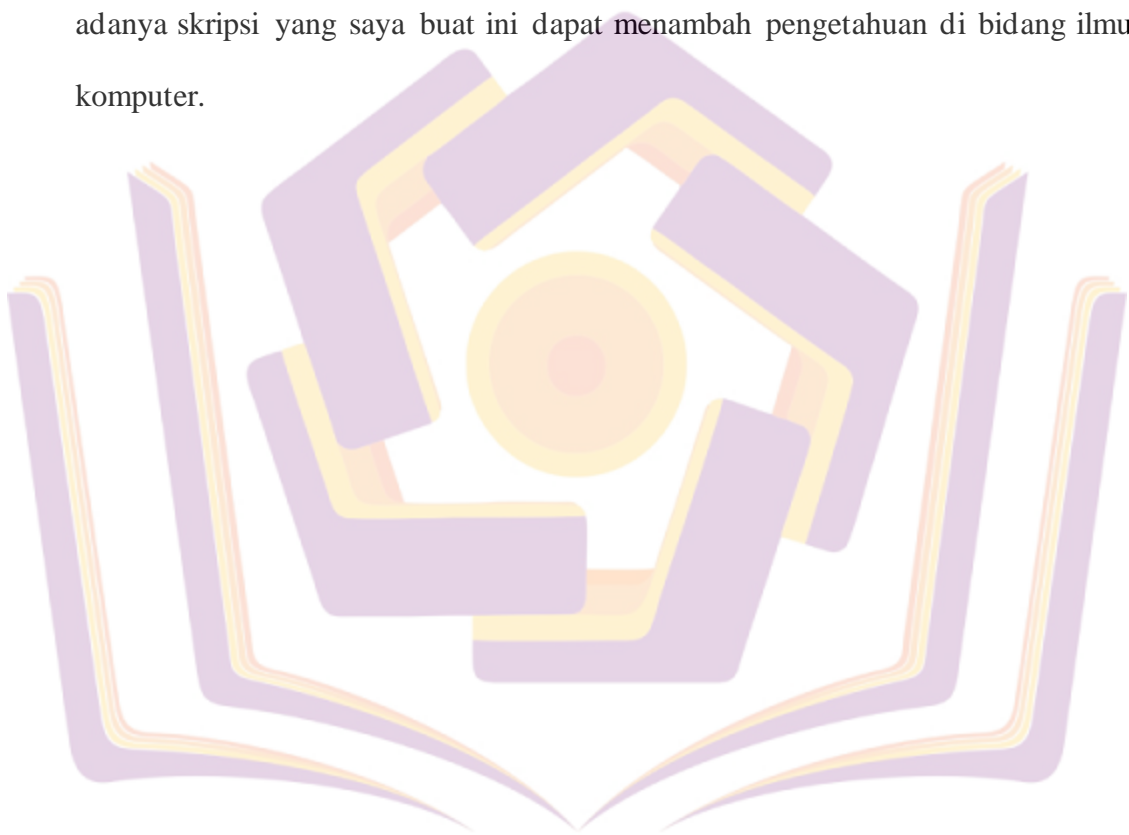 adanya skripsi yang saya buat ini dapat menambah pengetahuan di bidang ilmu
komputer.